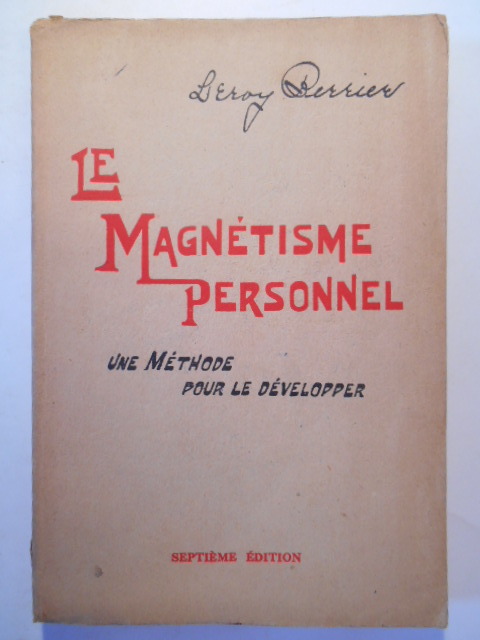 Leroy Berrier
LE
MAGNÉTISME
PERSONNEL
UNE MÉTHODE
POUR LE DÉVELOPPER
SEPTIÈME ÉDITION